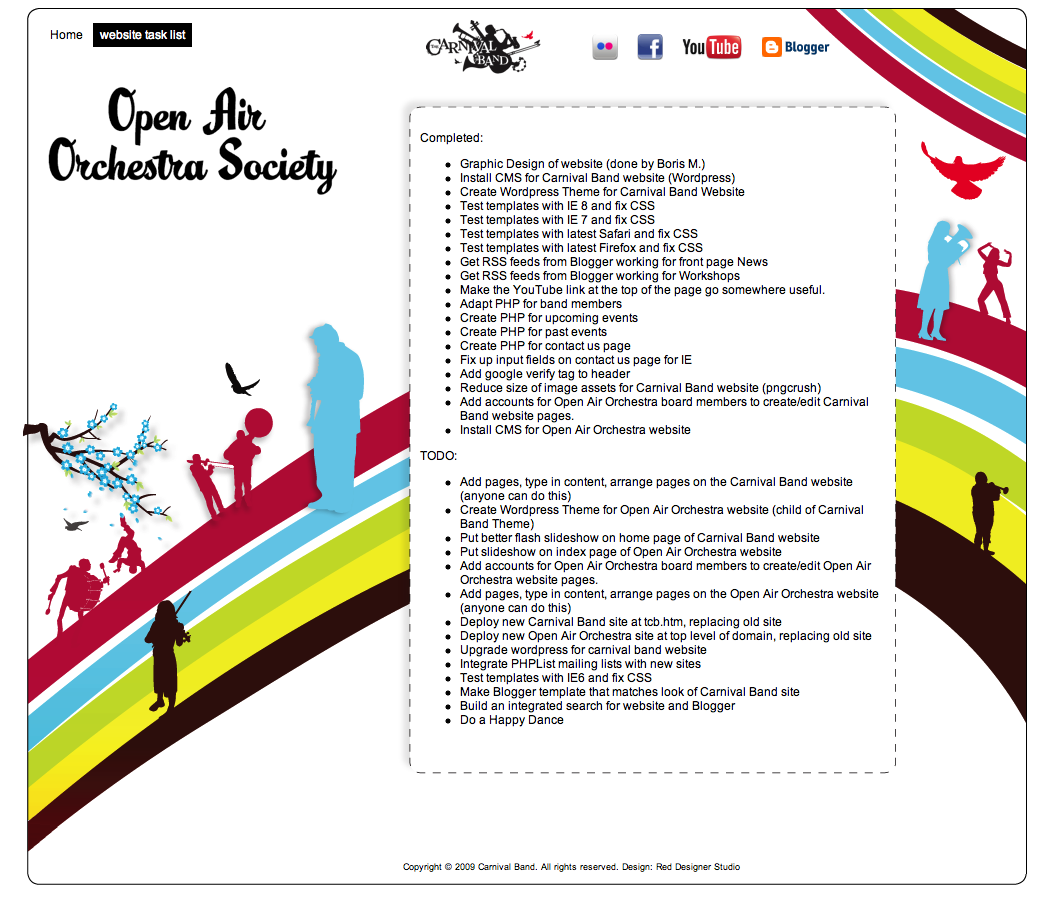 Home website task list
THE CARNIVAL BAND
You Tube Blogger
Open Air
Orchestra Society
Completed:
Graphic Design of website (done by Boris M.)
Install CMS for Carnival Band website (Wordpress)
Create Wordpress Theme for Carnival Band Website
Test templates with IE 8 and fix CSS
Test templates with IE 7 and fix CSS
Test templates with latest Safari and fix CSS
Test templates with latest Firefox and fix CSS
Get RSS feeds from Blogger working for front page News
Get RSS feeds from Blogger working for Workshops
Make the YouTube link at the top of the page go somewhere useful.
Adapt PHP for band members
Create PHP for upcoming events
Create PHP for past events
Create PHP for contact us page
Fix up input fields on contact us page for IE
Add google verify tag to header
Reduce size of image assets for Carnival Band website (pngcrush)
Add accounts for Open Air Orchestra board members to create/edit Carnival
Band website pages.
Install CMS for Open Air Orchestra website
TODO:
Add pages, type in content, arrange pages on the Carnival Band website
(anyone can do this)
Create Wordpress Theme for Open Air Orchestra website (child of Carnival
Band Theme)
Put better flash slideshow on home page of Carnival Band website
Put slideshow on index page of Open Air Orchestra website
Add accounts for Open Air Orchestra board members to create/edit Open Air
Orchestra website pages.
Add pages, type in content, arrange pages on the Open Air Orchestra website
(anyone can do this)
Deploy new Carnival Band site at tcb.htm, replacing old site
Deploy new Open Air Orchestra site at top level of domain, replacing old site
Upgrade wordpress for carnival band website
Integrate PHPList mailing lists with new sites
Test templates with IE6 and fix CSS
Make Blogger template that matches look of Carnival Band site
Build an integrated search for website and Blogger
Do a Happy Dance
Copyright © 2009 Carnival Band. All rights reserved. Design: Red Designer Studio